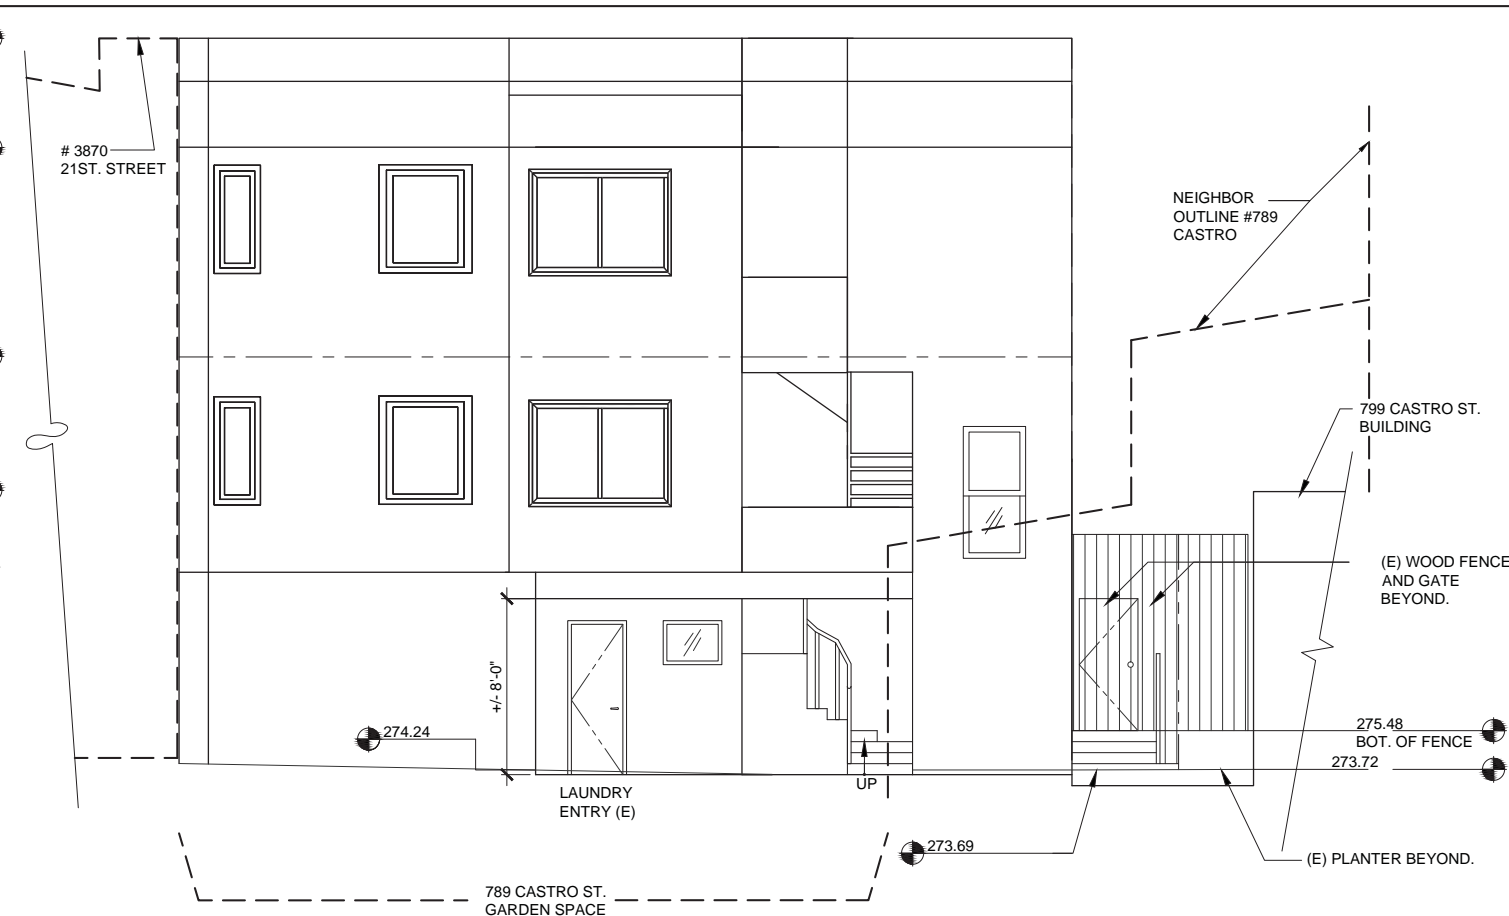 # 3870
21ST. STREET
NEIGHBOR
OUTLINE #789
CASTRO
799 CASTRO ST.
BUILDING
(E) WOOD FENCE
AND GATE
BEYOND.
+/- 8'-0"
274.24
275.48
BOT. OF FENCE
273.72
UP
LAUNDRY
ENTRY (E)
273.69
(E) PLANTER BEYOND.
789 CASTRO ST.
GARDEN SPACE